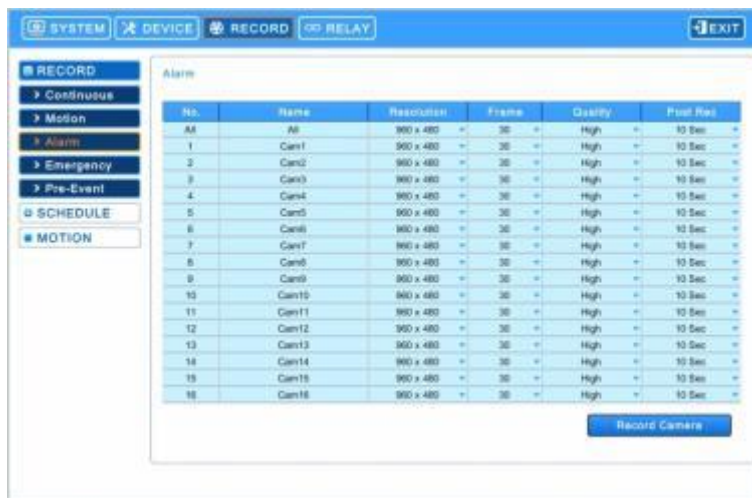 SYSTEM DEVICE RECORD RELAY EXIT
RECORD
Continuous
Motion
Alarm
Emergency
Pre-Event
SCHEDULE
MOTION
Alarm
No. Name Resolution Frame Quality Post Rec
All All 960 x 480 30 High 10 Sec
1 Cam1 960 x 480 30 High 10 Sec
2 Cam2 960 x 480 30 High 10 Sec
3 Cam3 960 x 480 30 High 10 Sec
4 Cam4 960 x 480 30 High 10 Sec
5 Cam5 960 x 480 30 High 10 Sec
6 Cam6 960 x 480 30 High 10 Sec
7 Cam7 960 x 480 30 High 10 Sec
8 Cam8 960 x 480 30 High 10 Sec
9 Cam9 960 x 480 30 High 10 Sec
10 Cam10 960 x 480 30 High 10 Sec
11 Cam11 960 x 480 30 High 10 Sec
12 Cam12 960 x 480 30 High 10 Sec
13 Cam13 960 x 480 30 High 10 Sec
14 Cam14 960 x 480 30 High 10 Sec
15 Cam15 960 x 480 30 High 10 Sec
16 Cam16 960 x 480 30 High 10 Sec
Record Camera